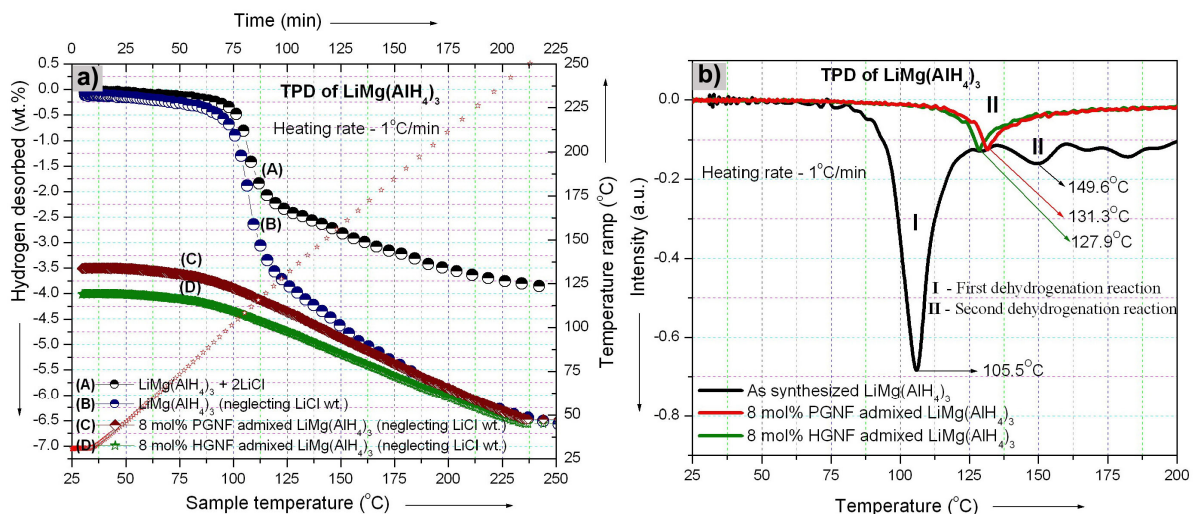 Time (min)
0 25 50 75 100 125 150 175 200 225
a)
TPD of LiMg(AlH₄)₃
Heating rate - 1°C/min
Hydrogen desorbed (wt.%)
0.5
0.0
-0.5
-1.0
-1.5
-2.0
-2.5
-3.0
-3.5
-4.0
-4.5
-5.0
-5.5
-6.0
-6.5
-7.0
(A)
(B)
(C)
(D)
(A) LiMg(AlH₄)₃ + 2LiCl
(B) LiMg(AlH₄)₃ (neglecting LiCl wt.)
(C) 8 mol% PGNF admixed LiMg(AlH₄)₃ (neglecting LiCl wt.)
(D) 8 mol% HGNF admixed LiMg(AlH₄)₃ (neglecting LiCl wt.)
250
225
200
175
150
125
100
75
50
25
Temperature ramp (°C)
25 50 75 100 125 150 175 200 225 250
Sample temperature (°C)
b)
TPD of LiMg(AlH₄)₃
Heating rate - 1°C/min
Intensity (a.u.)
0.0
-0.2
-0.4
-0.6
-0.8
II
II
I
149.6°C
131.3°C
127.9°C
I - First dehydrogenation reaction
II - Second dehydrogenation reaction
105.5°C
As synthesized LiMg(AlH₄)₃
8 mol% PGNF admixed LiMg(AlH₄)₃
8 mol% HGNF admixed LiMg(AlH₄)₃
25 50 75 100 125 150 175 200
Temperature (°C)